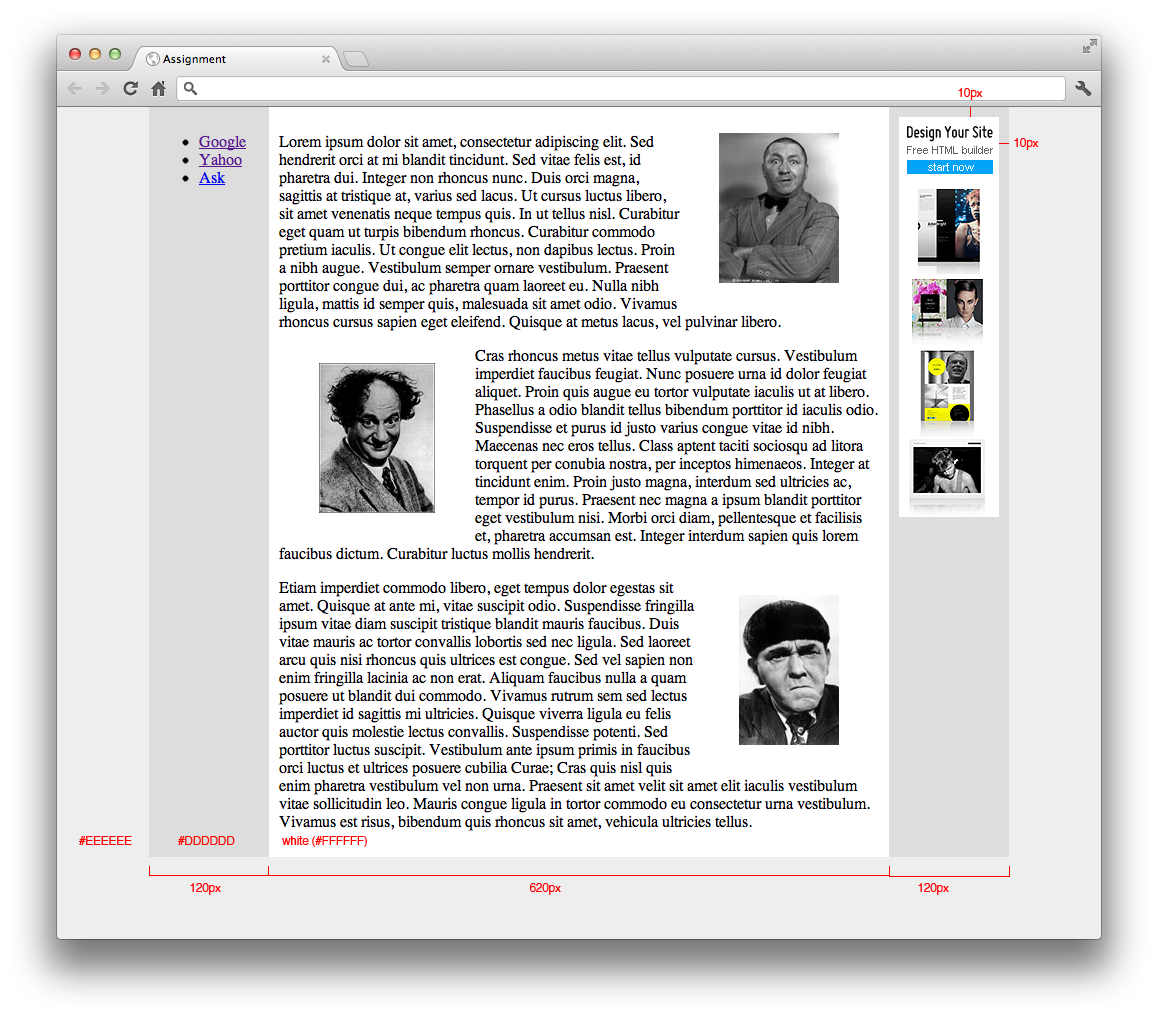 Assignment
10px
Google
Yahoo
Ask
Lorem ipsum dolor sit amet, consectetur adipiscing elit. Sed
hendrerit orci at mi blandit tincidunt. Sed vitae felis est, id
pharetra dui. Integer non rhoncus nunc. Duis orci magna,
sagittis at tristique at, varius sed lacus. Ut cursus luctus libero,
sit amet venenatis neque tempus quis. In ut tellus nisl. Curabitur
eget quam ut turpis bibendum rhoncus. Curabitur commodo
pretium iaculis. Ut congue elit lectus, non dapibus lectus. Proin
a nibh augue. Vestibulum semper ornare vestibulum. Praesent
porttitor congue dui, ac pharetra quam laoreet eu. Nulla nibh
ligula, mattis id semper quis, malesuada sit amet odio. Vivamus
rhoncus cursus sapien eget eleifend. Quisque at metus lacus, vel pulvinar libero.
Cras rhoncus metus vitae tellus vulputate cursus. Vestibulum
imperdiet faucibus feugiat. Nunc posuere urna id dolor feugiat
aliquet. Proin quis augue eu tortor vulputate iaculis ut at libero.
Phasellus a odio blandit tellus bibendum porttitor id iaculis odio.
Suspendisse et purus id justo varius congue vitae id nibh.
Maecenas nec eros tellus. Class aptent taciti sociosqu ad litora
torquent per conubia nostra, per inceptos himenaeos. Integer at
tincidunt enim. Proin justo magna, interdum sed ultricies ac,
tempor id purus. Praesent nec magna a ipsum blandit porttitor
eget vestibulum nisi. Morbi orci diam, pellentesque et facilisis
et, pharetra accumsan est. Integer interdum sapien quis lorem
faucibus dictum. Curabitur luctus mollis hendrerit.
Etiam imperdiet commodo libero, eget tempus dolor egestas sit
amet. Quisque at ante mi, vitae suscipit odio. Suspendisse fringilla
ipsum vitae diam suscipit tristique blandit mauris faucibus. Duis
vitae mauris ac tortor convallis lobortis sed nec ligula. Sed laoreet
arcu quis nisi rhoncus quis ultrices est congue. Sed vel sapien non
enim fringilla lacinia ac non erat. Aliquam faucibus nulla a quam
posuere ut blandit dui commodo. Vivamus rutrum sem sed lectus
imperdiet id sagittis mi ultricies. Quisque viverra ligula eu felis
auctor quis molestie lectus convallis. Suspendisse potenti. Sed
porttitor luctus suscipit. Vestibulum ante ipsum primis in faucibus
orci luctus et ultrices posuere cubilia Curae; Cras quis nisl quis
enim pharetra vestibulum vel non urna. Praesent sit amet velit sit amet elit iaculis vestibulum
vitae sollicitudin leo. Mauris congue ligula in tortor commodo eu consectetur urna vestibulum.
Vivamus est risus, bibendum quis rhoncus sit amet, vehicula ultricies tellus.
Design Your Site
Free HTML builder
start now
10px
#EEEEEE
#DDDDDD
white (#FFFFFF)
120px
620px
120px